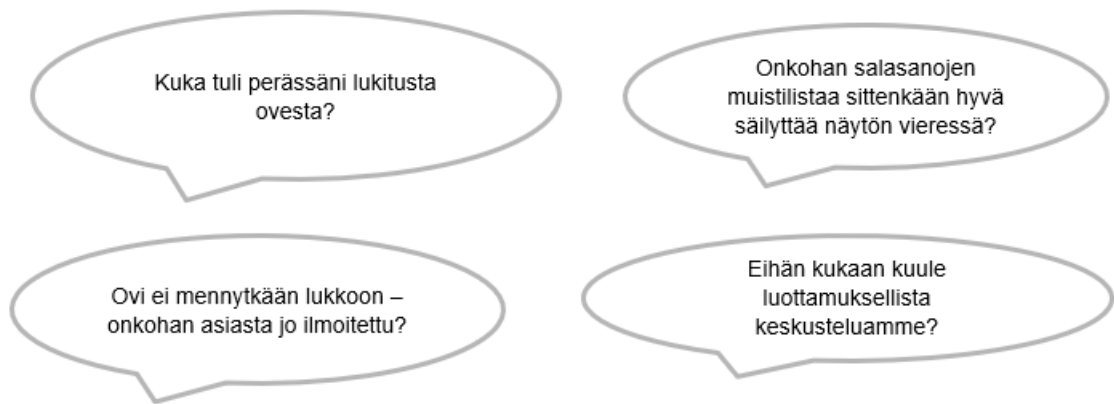 Kuka tuli perässäni lukitusta
ovesta?
Onkohan salasanojen
muistilistaa sittenkään hyvä
säilyttää näytön vieressä?
Ovi ei mennytkään lukkoon –
onkohan asiasta jo ilmoitettu?
Eihän kukaan kuule
luottamuksellista
keskusteluamme?